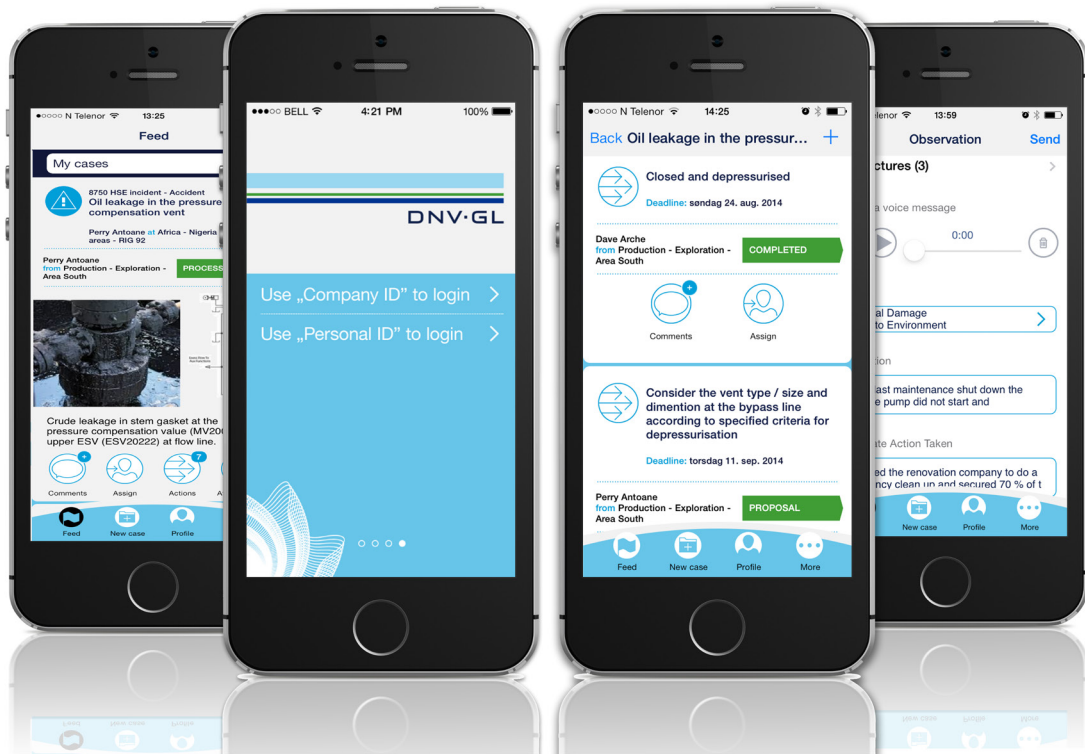 N Telenor 13:25
Feed
My cases
8750 HSE incident - Accident
Oil leakage in the pressure
compensation vent
Perry Antoane at Africa - Nigeria
areas - RIG 92
Perry Antoane
from Production - Exploration -
Area South
PROCESS
Crude leakage in stem gasket at the
pressure compensation value (MV200
upper ESV (ESV20222) at flow line.
+
7
Comments Assign Actions A
Feed New case Profile
BELL 4:21 PM 100%
DNV·GL
Use „Company ID” to login
Use „Personal ID” to login
N Telenor 14:25
Back Oil leakage in the pressur... +
Closed and depressurised
Deadline: søndag 24. aug. 2014
Dave Arche
from Production - Exploration -
Area South
COMPLETED
+
Comments Assign
Consider the vent type / size and
dimention at the bypass line
according to specified criteria for
depressurisation
Deadline: torsdag 11. sep. 2014
Perry Antoane
from Production - Exploration -
Area South
PROPOSAL
Feed New case Profile More
elenor 13:59
Observation Send
ctures (3)
a voice message
0:00
al Damage
to Environment
ion
last maintenance shut down the
e pump did not start and
ate Action Taken
ed the renovation company to do a
ncy clean up and secured 70 % of t
New case Profile More